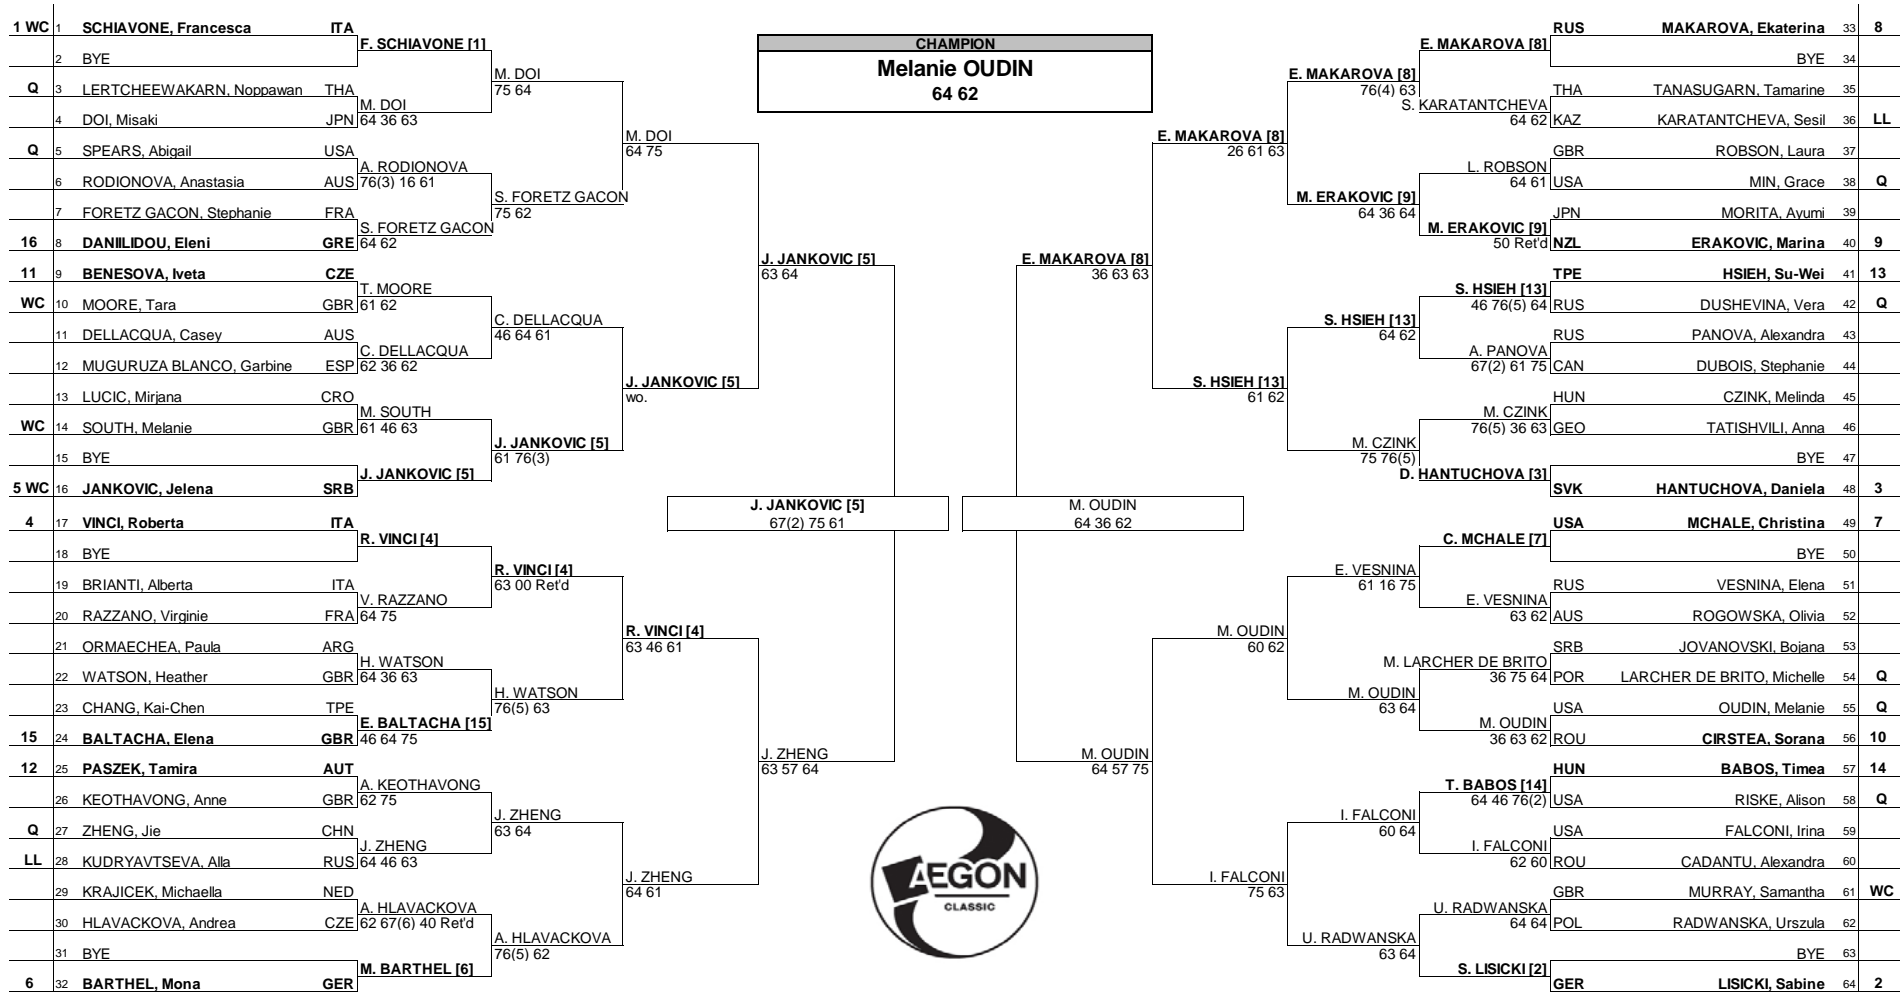 1 WC 1 SCHIAVONE, Francesca ITA
F. SCHIAVONE [1]
2 BYE
M. DOI
75 64
Q 3 LERTCHEEWAKARN, Noppawan THA
M. DOI
4 DOI, Misaki JPN 64 36 63
M. DOI
64 75
Q 5 SPEARS, Abigail USA
A. RODIONOVA
6 RODIONOVA, Anastasia AUS 76(3) 16 61
S. FORETZ GACON
75 62
7 FORETZ GACON, Stephanie FRA
S. FORETZ GACON
16 8 DANIILIDOU, Eleni GRE 64 62
J. JANKOVIC [5]
63 64
11 9 BENESOVA, Iveta CZE
T. MOORE
WC 10 MOORE, Tara GBR 61 62
C. DELLACQUA
46 64 61
11 DELLACQUA, Casey AUS
C. DELLACQUA
12 MUGURUZA BLANCO, Garbine ESP 62 36 62
J. JANKOVIC [5]
wo.
13 LUCIC, Mirjana CRO
M. SOUTH
WC 14 SOUTH, Melanie GBR 61 46 63
J. JANKOVIC [5]
61 76(3)
15 BYE
J. JANKOVIC [5]
5 WC 16 JANKOVIC, Jelena SRB
J. JANKOVIC [5]
67(2) 75 61
4 17 VINCI, Roberta ITA
R. VINCI [4]
18 BYE
R. VINCI [4]
63 00 Ret'd
19 BRIANTI, Alberta ITA
V. RAZZANO
20 RAZZANO, Virginie FRA 64 75
R. VINCI [4]
63 46 61
21 ORMAECHEA, Paula ARG
H. WATSON
22 WATSON, Heather GBR 64 36 63
H. WATSON
76(5) 63
23 CHANG, Kai-Chen TPE
E. BALTACHA [15]
15 24 BALTACHA, Elena GBR 46 64 75
J. ZHENG
63 57 64
12 25 PASZEK, Tamira AUT
A. KEOTHAVONG
26 KEOTHAVONG, Anne GBR 62 75
J. ZHENG
63 64
Q 27 ZHENG, Jie CHN
J. ZHENG
LL 28 KUDRYAVTSEVA, Alla RUS 64 46 63
J. ZHENG
64 61
29 KRAJICEK, Michaella NED
A. HLAVACKOVA
30 HLAVACKOVA, Andrea CZE 62 67(6) 40 Ret'd
A. HLAVACKOVA
76(5) 62
31 BYE
M. BARTHEL [6]
6 32 BARTHEL, Mona GER
CHAMPION
Melanie OUDIN
64 62
AEGON
CLASSIC
RUS MAKAROVA, Ekaterina 33 8
E. MAKAROVA [8]
BYE 34
E. MAKAROVA [8]
76(4) 63
THA TANASUGARN, Tamarine 35
S. KARATANTCHEVA
64 62 KAZ KARATANTCHEVA, Sesil 36 LL
E. MAKAROVA [8]
26 61 63
GBR ROBSON, Laura 37
L. ROBSON
64 61 USA MIN, Grace 38 Q
M. ERAKOVIC [9]
64 36 64
JPN MORITA, Ayumi 39
M. ERAKOVIC [9]
50 Ret'd NZL ERAKOVIC, Marina 40 9
E. MAKAROVA [8]
36 63 63
TPE HSIEH, Su-Wei 41 13
S. HSIEH [13]
46 76(5) 64 RUS DUSHEVINA, Vera 42 Q
S. HSIEH [13]
64 62
RUS PANOVA, Alexandra 43
A. PANOVA
67(2) 61 75 CAN DUBOIS, Stephanie 44
S. HSIEH [13]
61 62
HUN CZINK, Melinda 45
M. CZINK
76(5) 36 63 GEO TATISHVILI, Anna 46
M. CZINK
75 76(5)
BYE 47
D. HANTUCHOVA [3]
SVK HANTUCHOVA, Daniela 48 3
M. OUDIN
64 36 62
USA MCHALE, Christina 49 7
C. MCHALE [7]
BYE 50
E. VESNINA
61 16 75
RUS VESNINA, Elena 51
E. VESNINA
63 62 AUS ROGOWSKA, Olivia 52
M. OUDIN
60 62
SRB JOVANOVSKI, Bojana 53
M. LARCHER DE BRITO
36 75 64 POR LARCHER DE BRITO, Michelle 54 Q
M. OUDIN
63 64
USA OUDIN, Melanie 55 Q
M. OUDIN
36 63 62 ROU CIRSTEA, Sorana 56 10
M. OUDIN
64 57 75
HUN BABOS, Timea 57 14
T. BABOS [14]
64 46 76(2) USA RISKE, Alison 58 Q
I. FALCONI
60 64
USA FALCONI, Irina 59
I. FALCONI
62 60 ROU CADANTU, Alexandra 60
I. FALCONI
75 63
GBR MURRAY, Samantha 61 WC
U. RADWANSKA
64 64 POL RADWANSKA, Urszula 62
U. RADWANSKA
63 64
BYE 63
S. LISICKI [2]
GER LISICKI, Sabine 64 2